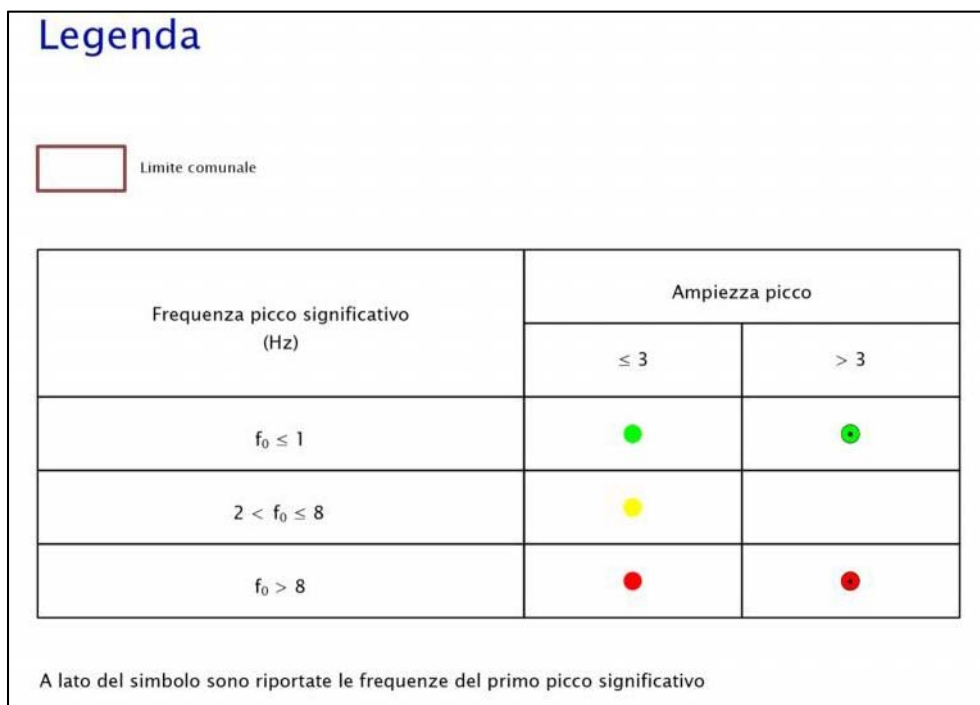 Legenda
Limite comunale
Frequenza picco significativo
(Hz)
Ampiezza picco
≤ 3
> 3
f₀ ≤ 1
2 < f₀ ≤ 8
f₀ > 8
A lato del simbolo sono riportate le frequenze del primo picco significativo